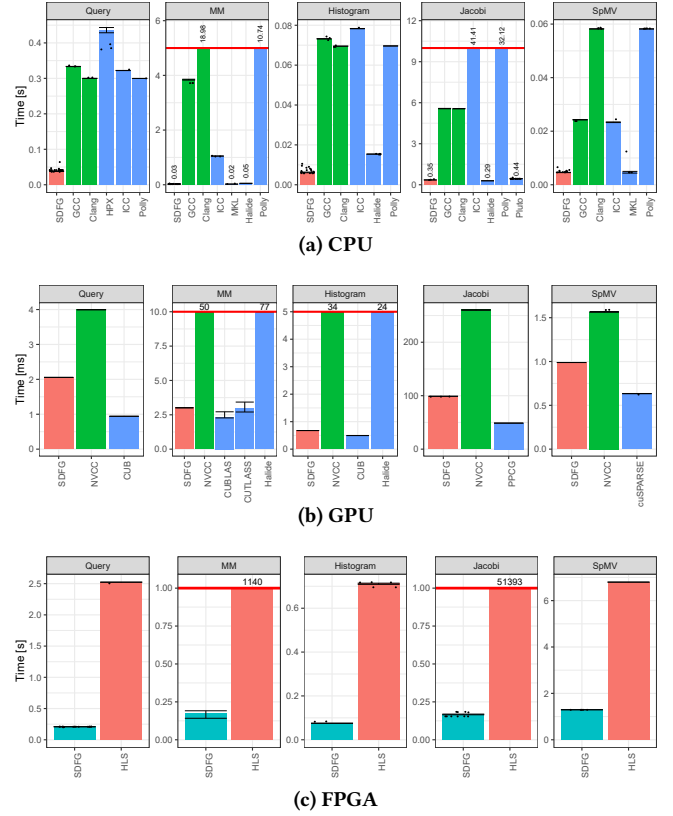 Query
MM
Histogram
Jacobi
SpMV
Time [s]
0.4
0.3
0.2
0.1
0.0
SDFG
GCC
Clang
HPX
ICC
Polly
5
4
3
2
1
0
0.03
18.98
0.02
0.05
10.74
SDFG
GCC
Clang
ICC
MKL
Halide
Polly
0.08
0.06
0.04
0.02
0.00
SDFG
GCC
Clang
ICC
Halide
Polly
9
6
3
0
0.35
41.41
0.29
32.12
0.44
SDFG
GCC
Clang
ICC
Halide
Polly
Pluto
0.06
0.04
0.02
0.00
SDFG
GCC
Clang
ICC
MKL
Polly
(a) CPU
Query
MM
Histogram
Jacobi
SpMV
Time [ms]
4
3
2
1
0
SDFG
NVCC
CUB
10.0
7.5
5.0
2.5
0.0
50
77
SDFG
NVCC
CUBLAS
CUTLASS
Halide
5
4
3
2
1
0
34
24
SDFG
NVCC
CUB
Halide
200
100
0
SDFG
NVCC
PPCG
1.5
1.0
0.5
0.0
SDFG
NVCC
cuSPARSE
(b) GPU
Query
MM
Histogram
Jacobi
SpMV
Time [s]
2.5
2.0
1.5
1.0
0.5
0.0
SDFG
HLS
1.00
0.75
0.50
0.25
0.00
1140
SDFG
HLS
0.6
0.4
0.2
0.0
SDFG
HLS
1.00
0.75
0.50
0.25
0.00
51393
SDFG
HLS
6
4
2
0
SDFG
HLS
(c) FPGA